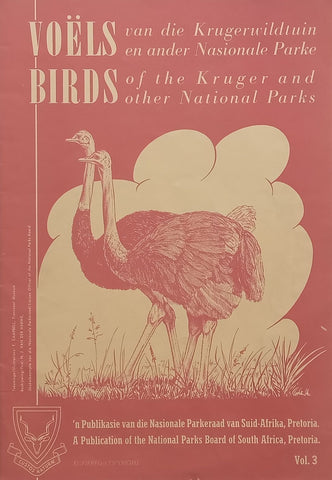 VOËLS
van die Krugerwildtuin
en ander Nasionale Parke
BIRDS
of the Kruger and
other National Parks
'n Publikasie van die Nasionale Parkeraad van Suid-Afrika, Pretoria.
A Publication of the National Parks Board of South Africa, Pretoria.
Vol. 3